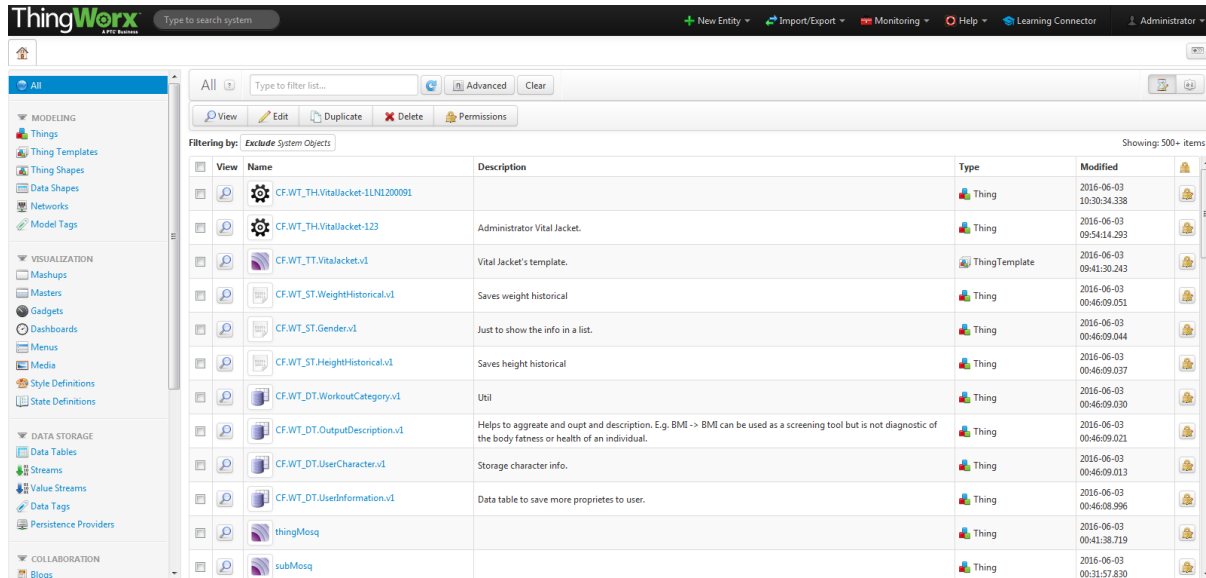 ThingWorx
A PTC Business
Type to search system
New Entity
Import/Export
Monitoring
Help
Learning Connector
Administrator
All
MODELING
Things
Thing Templates
Thing Shapes
Data Shapes
Networks
Model Tags
VISUALIZATION
Mashups
Masters
Gadgets
Dashboards
Menus
Media
Style Definitions
State Definitions
DATA STORAGE
Data Tables
Streams
Value Streams
Data Tags
Persistence Providers
COLLABORATION
Blogs
All
Type to filter list...
Advanced
Clear
View
Edit
Duplicate
Delete
Permissions
Filtering by: Exclude System Objects
Showing: 500+ items
View Name Description Type Modified
CF.WT_TH.VitalJacket-1LN1200091 Thing 2016-06-03
10:30:34.338
CF.WT_TH.VitalJacket-123 Administrator Vital Jacket. Thing 2016-06-03
09:54:14.293
CF.WT_TT.VitaJacket.v1 Vital Jacket's template. ThingTemplate 2016-06-03
09:41:30.243
CF.WT_ST.WeightHistorical.v1 Saves weight historical Thing 2016-06-03
00:46:09.051
CF.WT_ST.Gender.v1 Just to show the info in a list. Thing 2016-06-03
00:46:09.044
CF.WT_ST.HeightHistorical.v1 Saves height historical Thing 2016-06-03
00:46:09.037
CF.WT_DT.WorkoutCategory.v1 Util Thing 2016-06-03
00:46:09.030
CF.WT_DT.OutputDescription.v1 Helps to aggreate and oupt and description. E.g. BMI -> BMI can be used as a screening tool but is not diagnostic of
the body fatness or health of an individual. Thing 2016-06-03
00:46:09.021
CF.WT_DT.UserCharacter.v1 Storage character info. Thing 2016-06-03
00:46:09.013
CF.WT_DT.UserInformation.v1 Data table to save more proprietes to user. Thing 2016-06-03
00:46:08.996
thingMosq Thing 2016-06-03
00:41:38.719
subMosq Thing 2016-06-03
00:31:57.830